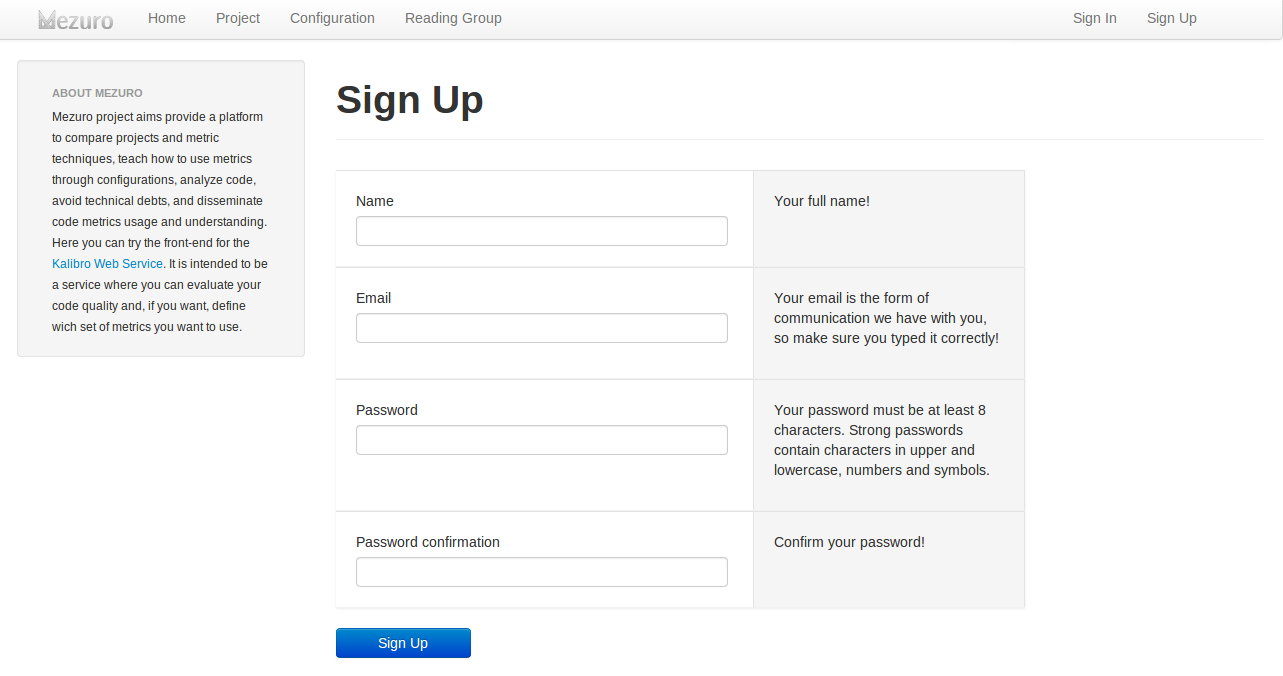 Mezuro Home Project Configuration Reading Group Sign In Sign Up
ABOUT MEZURO
Mezuro project aims provide a platform
to compare projects and metric
techniques, teach how to use metrics
through configurations, analyze code,
avoid technical debts, and disseminate
code metrics usage and understanding.
Here you can try the front-end for the
Kalibro Web Service. It is intended to be
a service where you can evaluate your
code quality and, if you want, define
wich set of metrics you want to use.
Sign Up
Name
Your full name!
Email
Your email is the form of
communication we have with you,
so make sure you typed it correctly!
Password
Your password must be at least 8
characters. Strong passwords
contain characters in upper and
lowercase, numbers and symbols.
Password confirmation
Confirm your password!
Sign Up